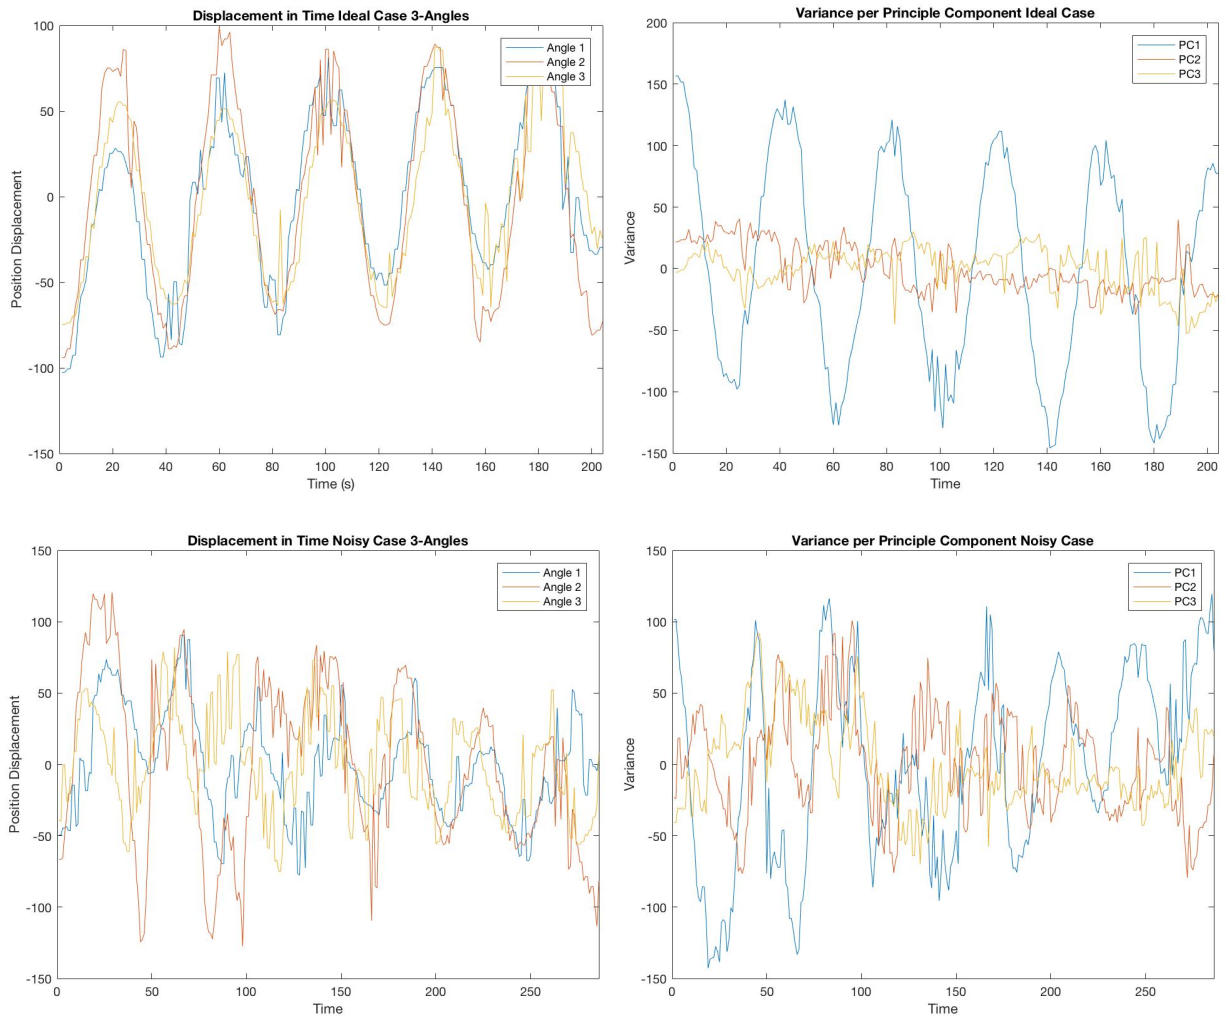 Displacement in Time Ideal Case 3-Angles
100
50
0
-50
-100
-150
Position Displacement
0 20 40 60 80 100 120 140 160 180 200
Time (s)
Angle 1
Angle 2
Angle 3
Variance per Principle Component Ideal Case
200
150
100
50
0
-50
-100
-150
Variance
0 20 40 60 80 100 120 140 160 180 200
Time
PC1
PC2
PC3
Displacement in Time Noisy Case 3-Angles
150
100
50
0
-50
-100
-150
Position Displacement
0 50 100 150 200 250
Time
Angle 1
Angle 2
Angle 3
Variance per Principle Component Noisy Case
150
100
50
0
-50
-100
-150
Variance
0 50 100 150 200 250
Time
PC1
PC2
PC3